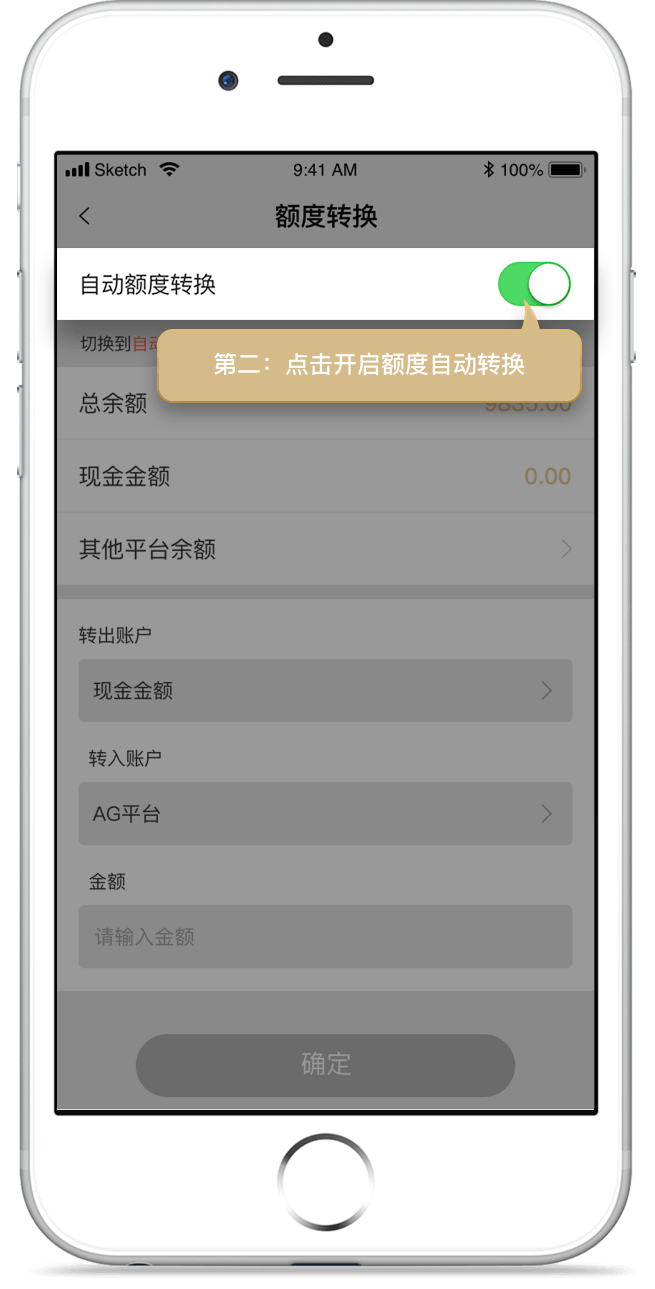 Sketch 9:41 AM 100%
额度转换
自动额度转换
切换到自动
第二：点击开启额度自动转换
总余额 9835.00
现金金额 0.00
其他平台余额
转出账户
现金金额
转入账户
AG平台
金额
请输入金额
确定